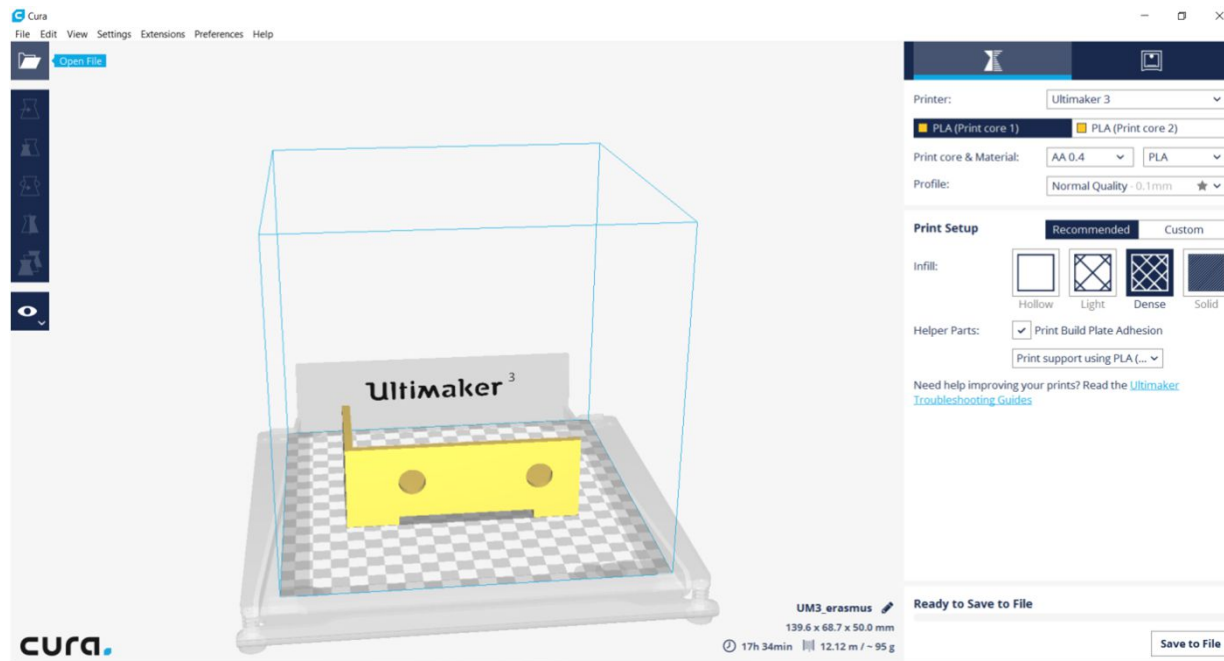 Cura
File Edit View Settings Extensions Preferences Help
Open File
Ultimaker 3
Printer: Ultimaker 3
PLA (Print core 1) PLA (Print core 2)
Print core & Material: AA 0.4 PLA
Profile: Normal Quality - 0.1mm
Print Setup Recommended Custom
Infill:
Hollow Light Dense Solid
Helper Parts: Print Build Plate Adhesion
Print support using PLA (...
Need help improving your prints? Read the Ultimaker
Troubleshooting Guides
UM3_erasmus
139.6 x 68.7 x 50.0 mm
17h 34min 12.12 m / ~ 95 g
Ready to Save to File
Save to File
cura.